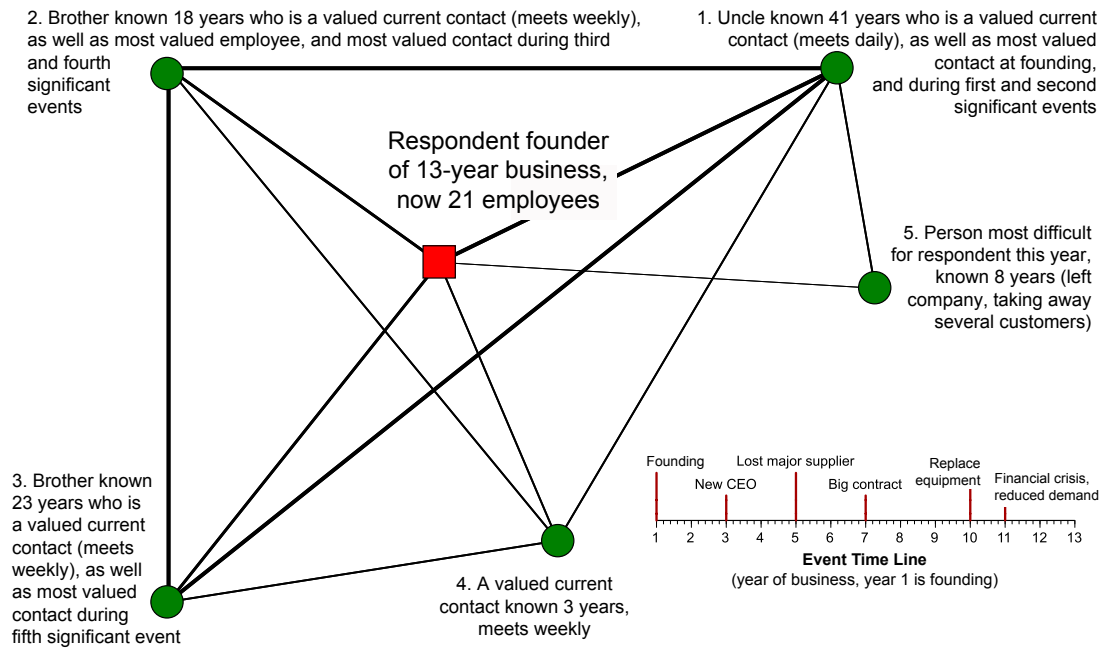 2. Brother known 18 years who is a valued current contact (meets weekly),
as well as most valued employee, and most valued contact during third
and fourth
significant
events
1. Uncle known 41 years who is a valued current
contact (meets daily), as well as most valued
contact at founding,
and during first and second
significant events
Respondent founder
of 13-year business,
now 21 employees
5. Person most difficult
for respondent this year,
known 8 years (left
company, taking away
several customers)
3. Brother known
23 years who is
a valued current
contact (meets
weekly), as well
as most valued
contact during
fifth significant event
4. A valued current
contact known 3 years,
meets weekly
Founding
Lost major supplier
Replace
equipment
New CEO
Big contract
Financial crisis,
reduced demand
1 2 3 4 5 6 7 8 9 10 11 12 13
Event Time Line
(year of business, year 1 is founding)